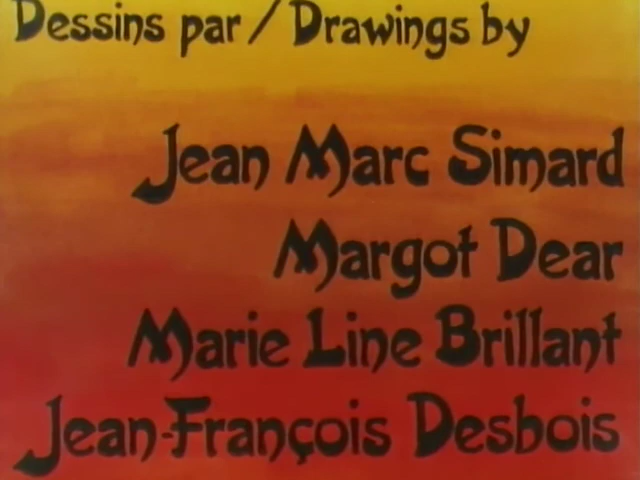 Dessins par / Drawings by
Jean Marc Simard
Margot Dear
Marie Line Brillant
Jean-François Desbois